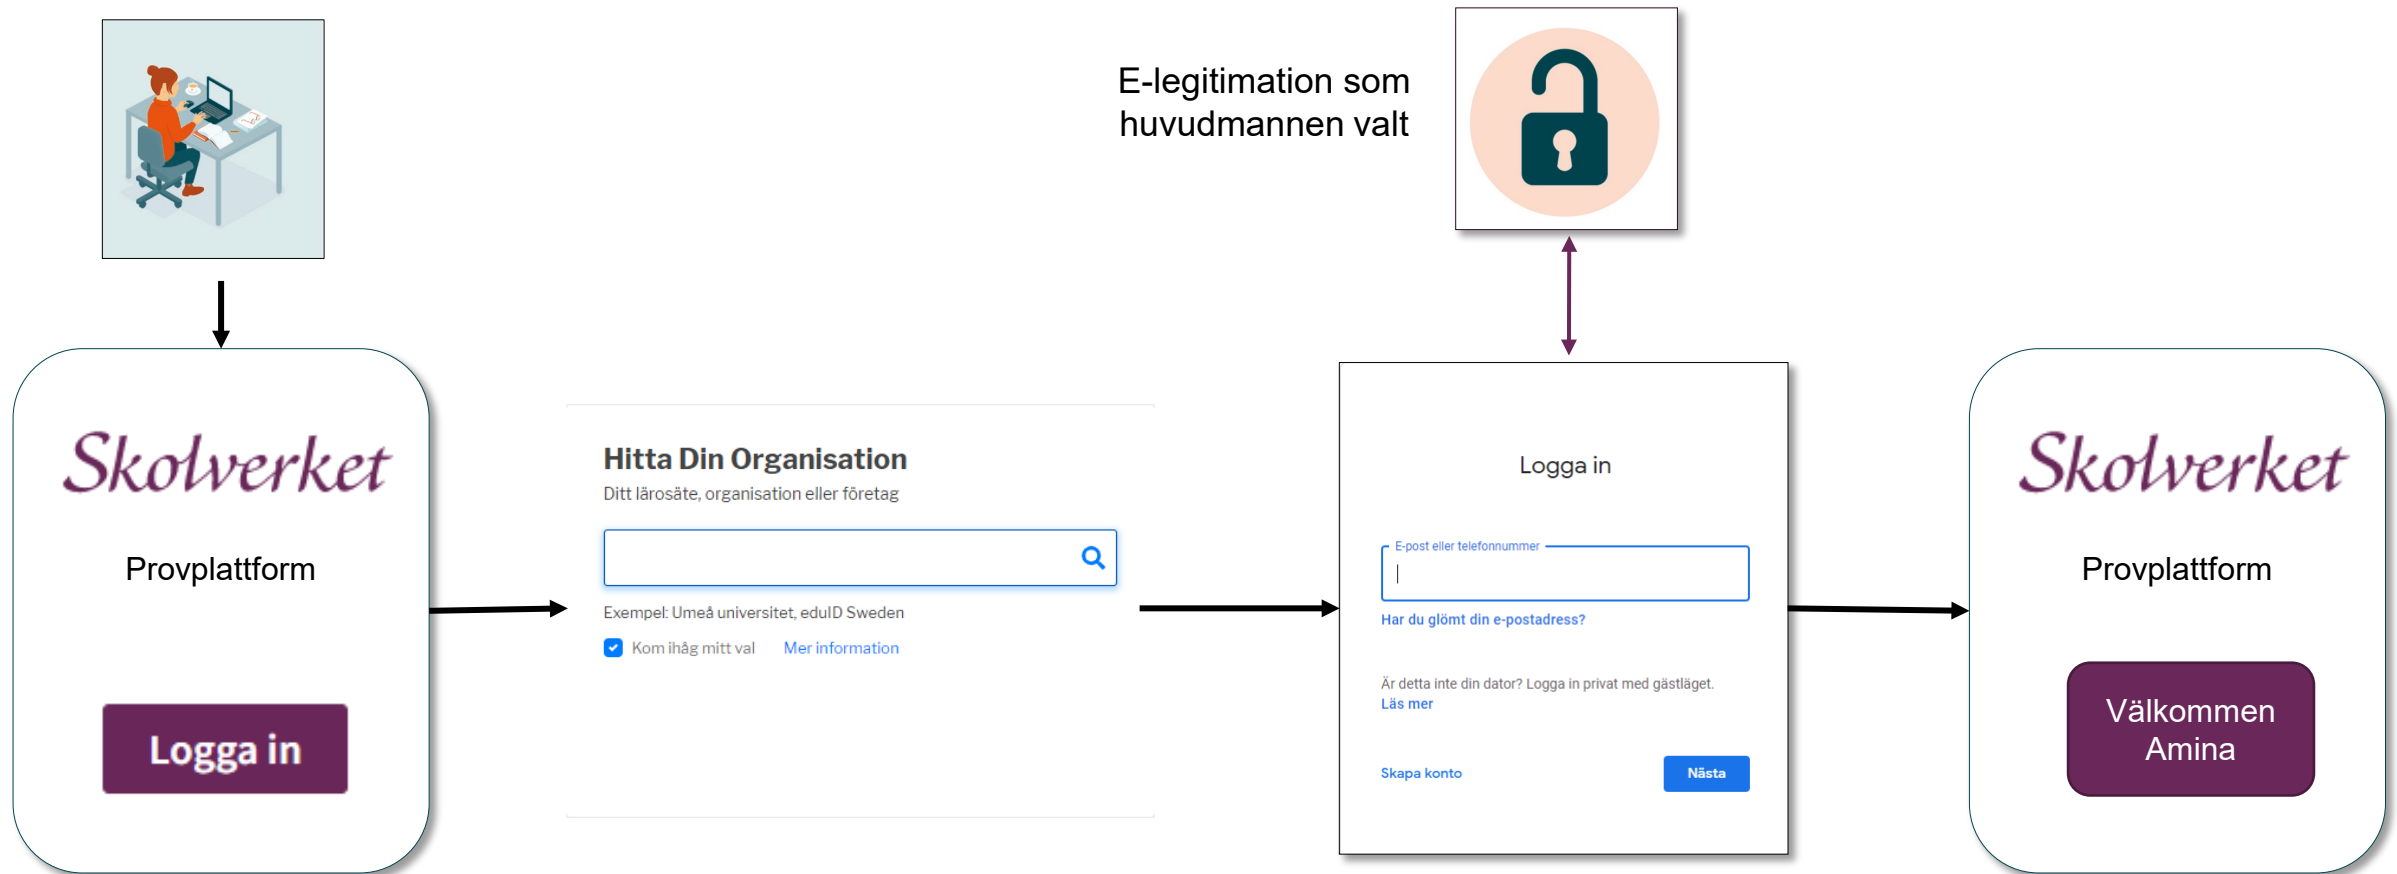 E-legitimation som
huvudmannen valt
Skolverket
Provplattform
Logga in
Hitta Din Organisation
Ditt lärosäte, organisation eller företag
Exempel: Umeå universitet, eduID Sweden
Kom ihåg mitt val Mer information
Logga in
E-post eller telefonnummer
Har du glömt din e-postadress?
Är detta inte din dator? Logga in privat med gästläget.
Läs mer
Skapa konto Nästa
Skolverket
Provplattform
Välkommen
Amina